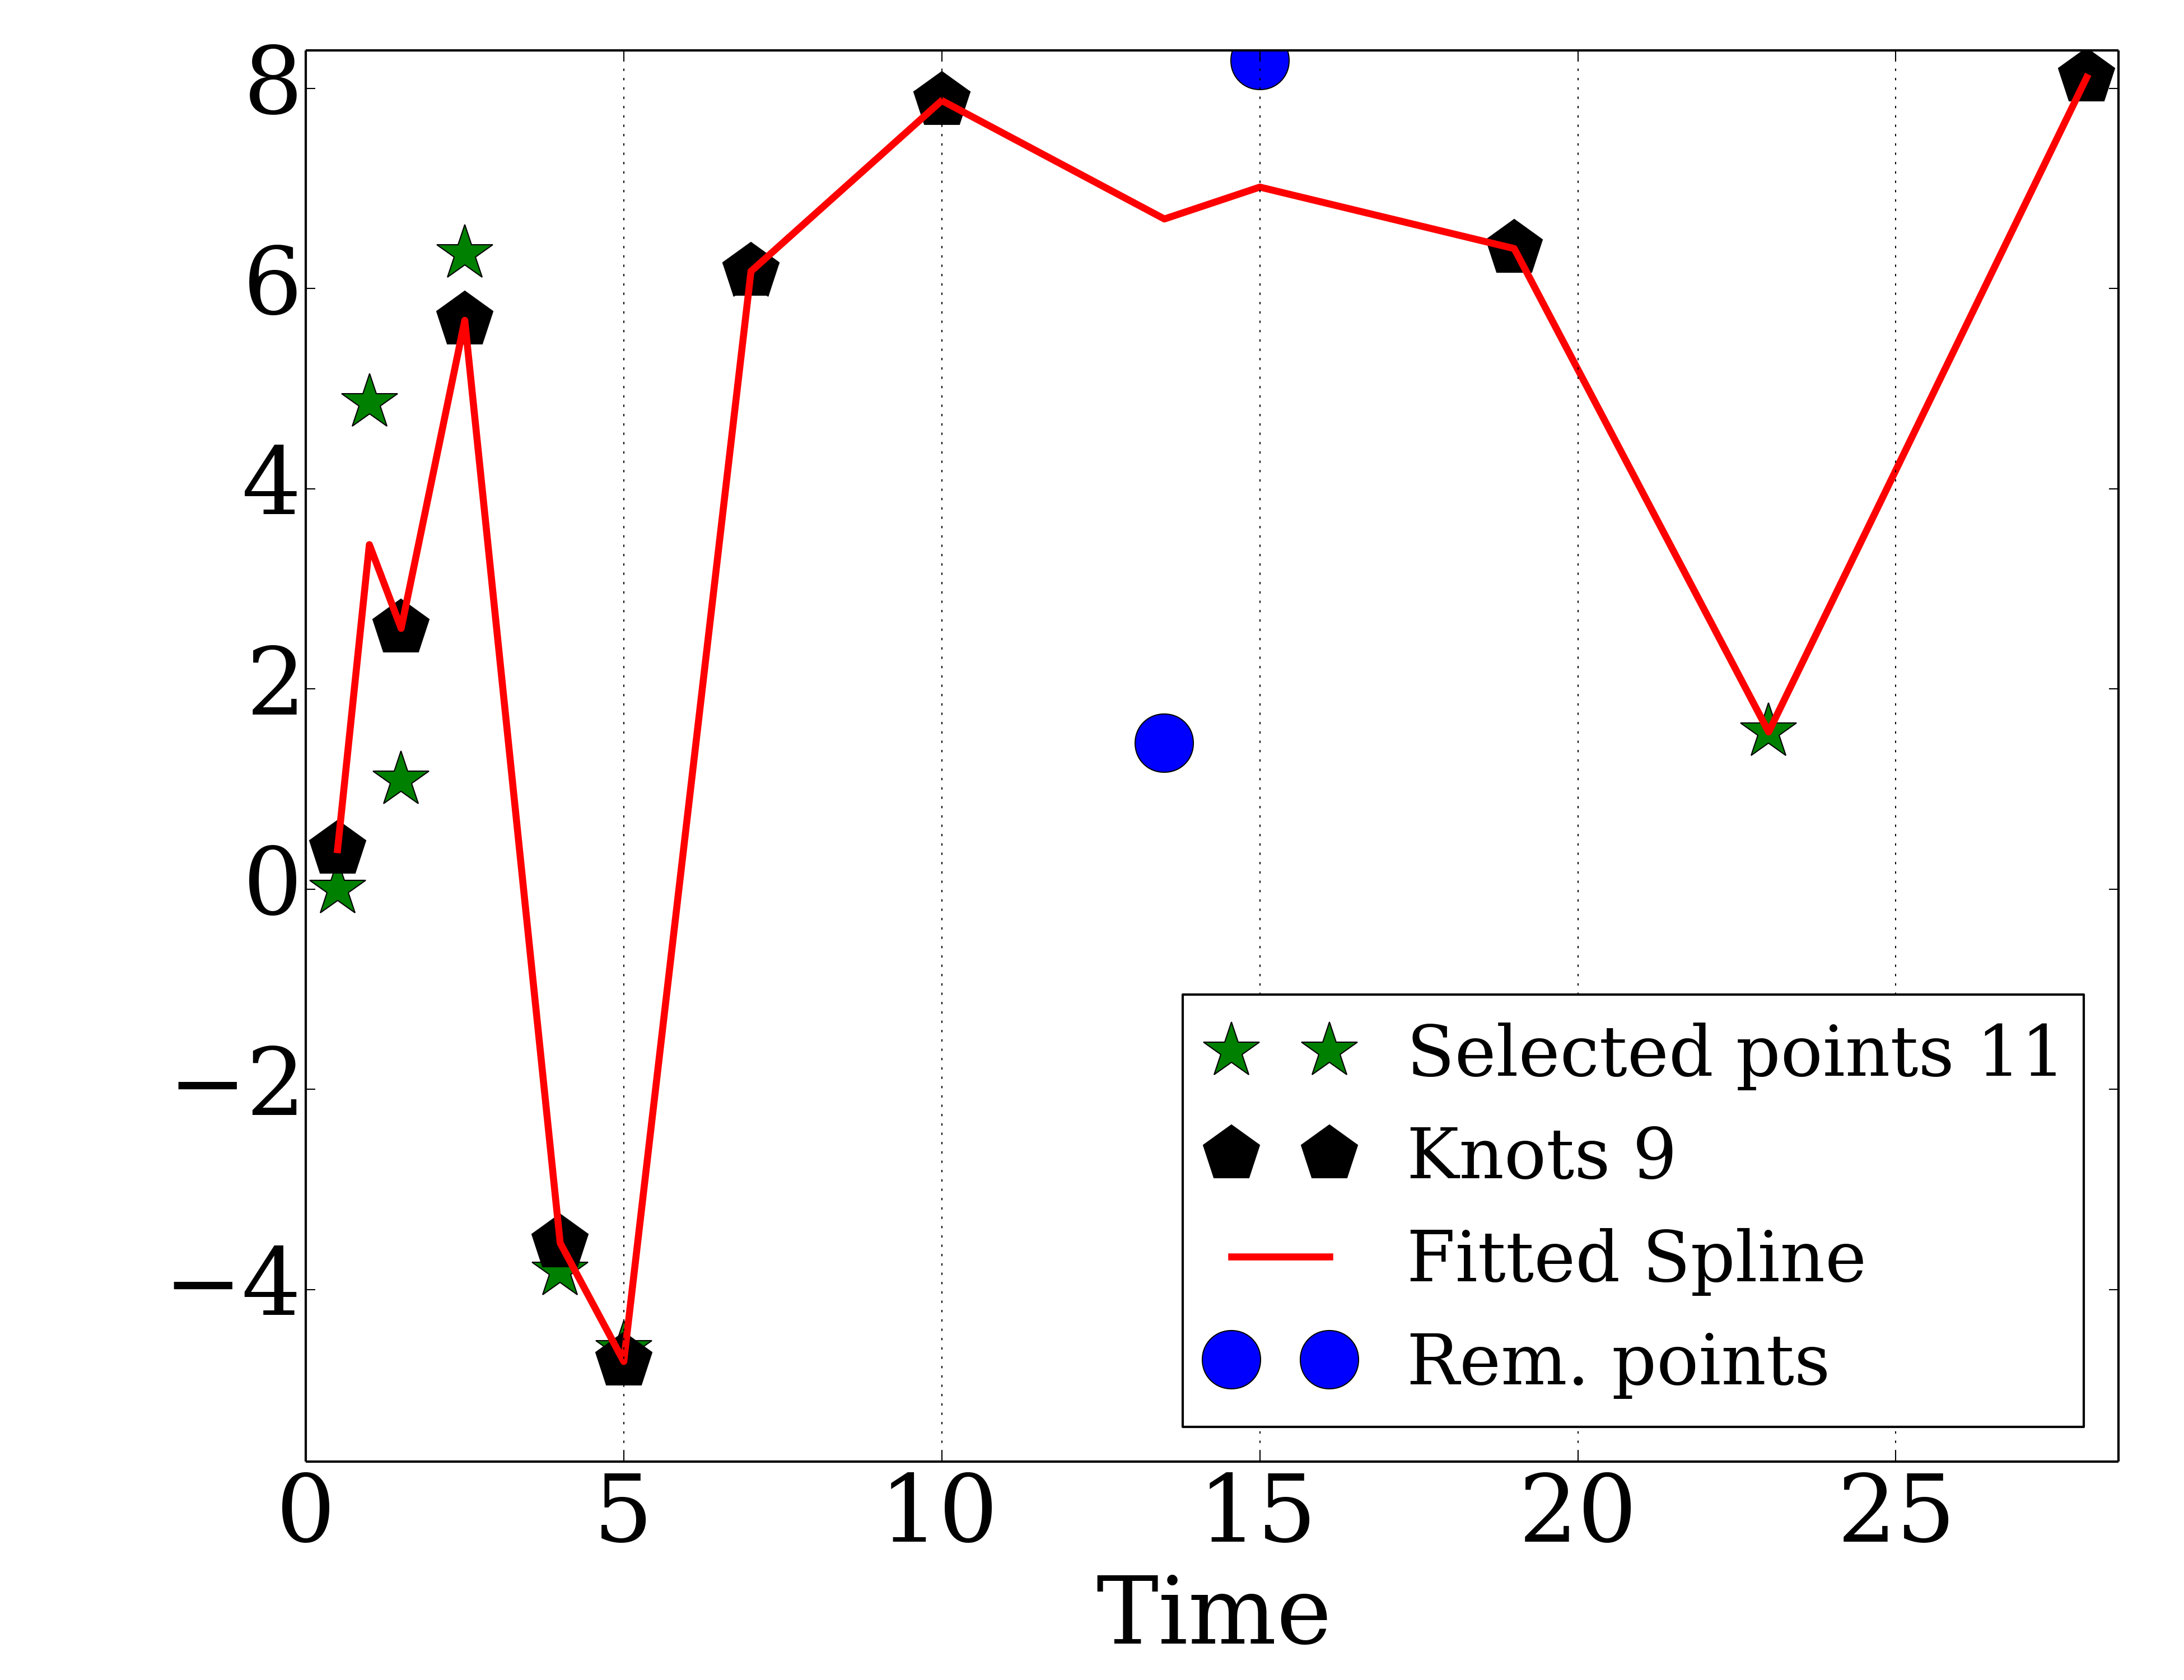 8
6
4
2
0
−2
−4
Selected points 11
Knots 9
Fitted Spline
Rem. points
0 5 10 15 20 25
Time